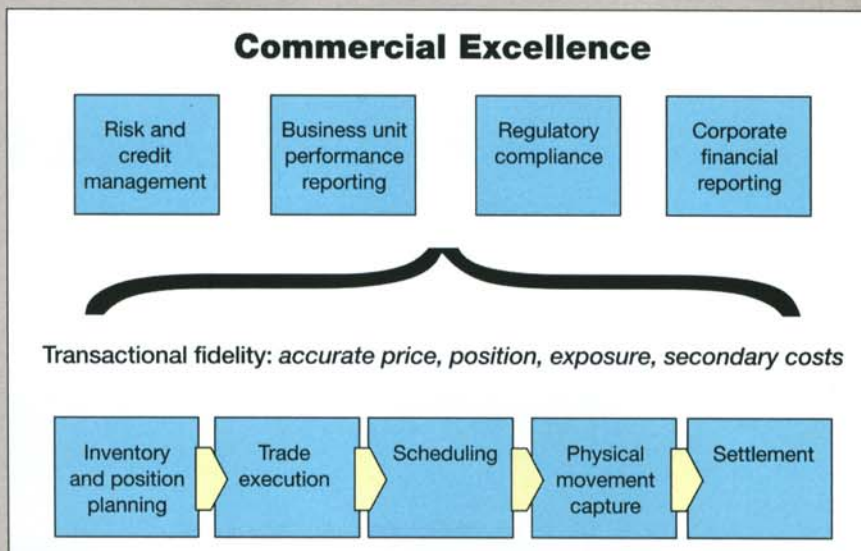 Commercial Excellence
Risk and
credit
management
Business unit
performance
reporting
Regulatory
compliance
Corporate
financial
reporting
Transactional fidelity: accurate price, position, exposure, secondary costs
Inventory
and position
planning
Trade
execution
Scheduling
Physical
movement
capture
Settlement